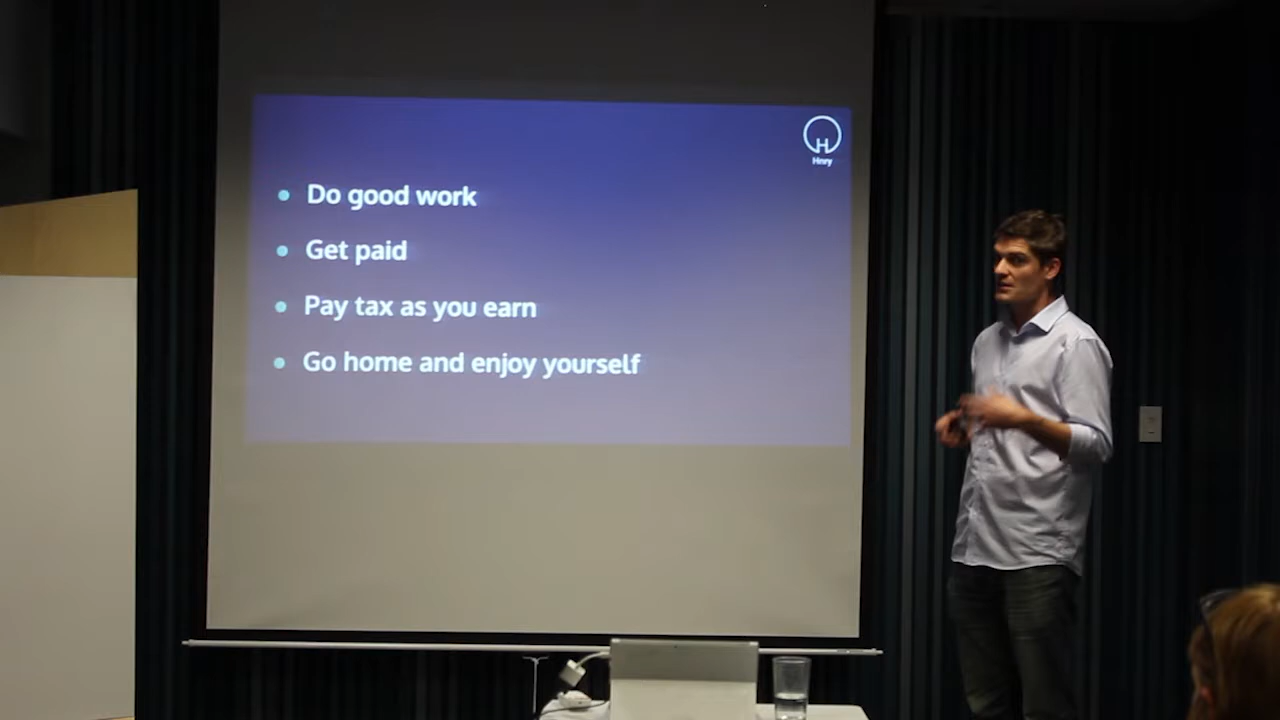 H
Hnry
• Do good work
• Get paid
• Pay tax as you earn
• Go home and enjoy yourself